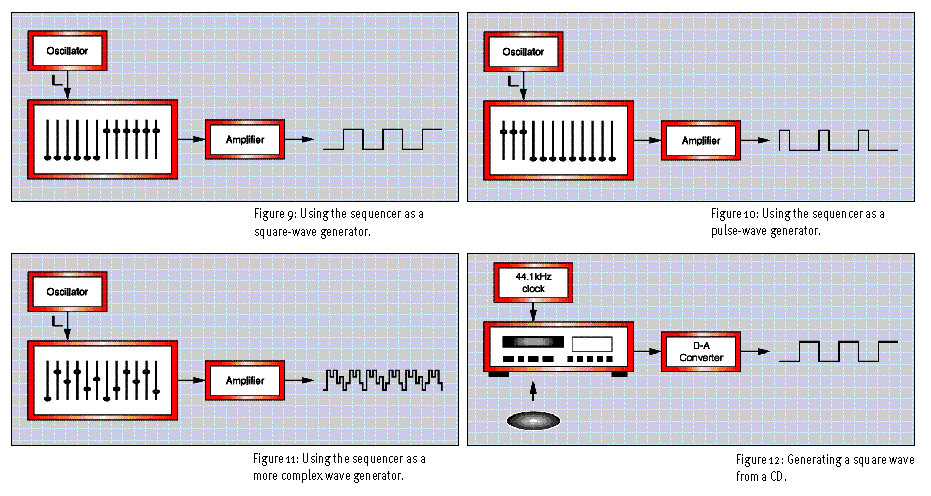 Oscillator
Amplifier
Figure 9: Using the sequencer as a
square-wave generator.
Oscillator
Amplifier
Figure 10: Using the sequencer as a
pulse-wave generator.
Oscillator
Amplifier
Figure 11: Using the sequencer as a
more complex wave generator.
44.1kHz
clock
D-A
Converter
Figure 12: Generating a square wave
from a CD.